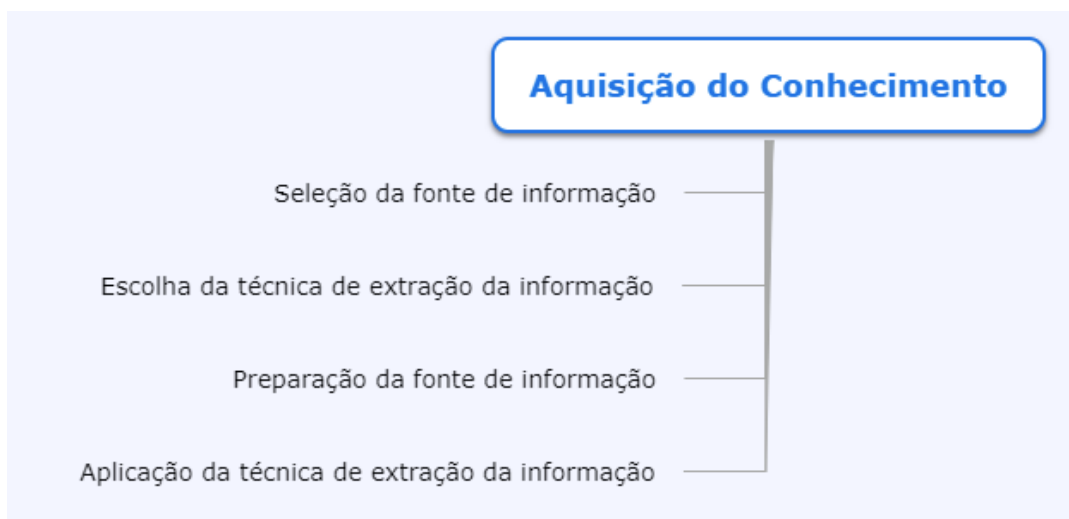 Aquisição do Conhecimento
Seleção da fonte de informação
Escolha da técnica de extração da informação
Preparação da fonte de informação
Aplicação da técnica de extração da informação